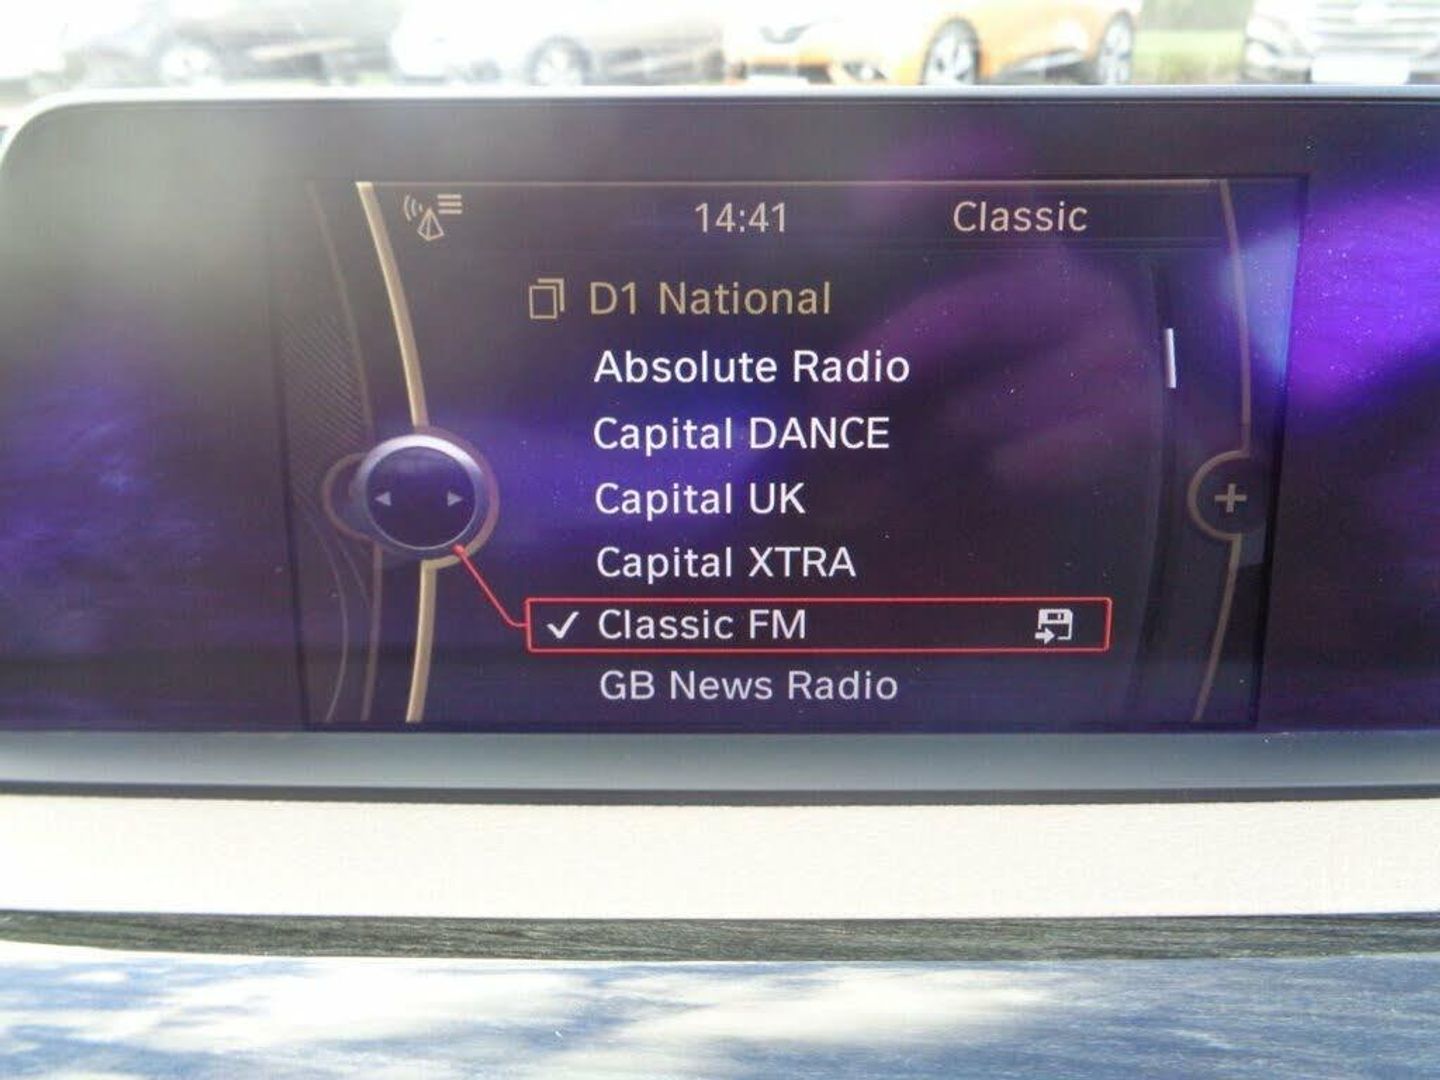 14:41 Classic
D1 National
Absolute Radio
Capital DANCE
Capital UK
Capital XTRA
Classic FM
GB News Radio